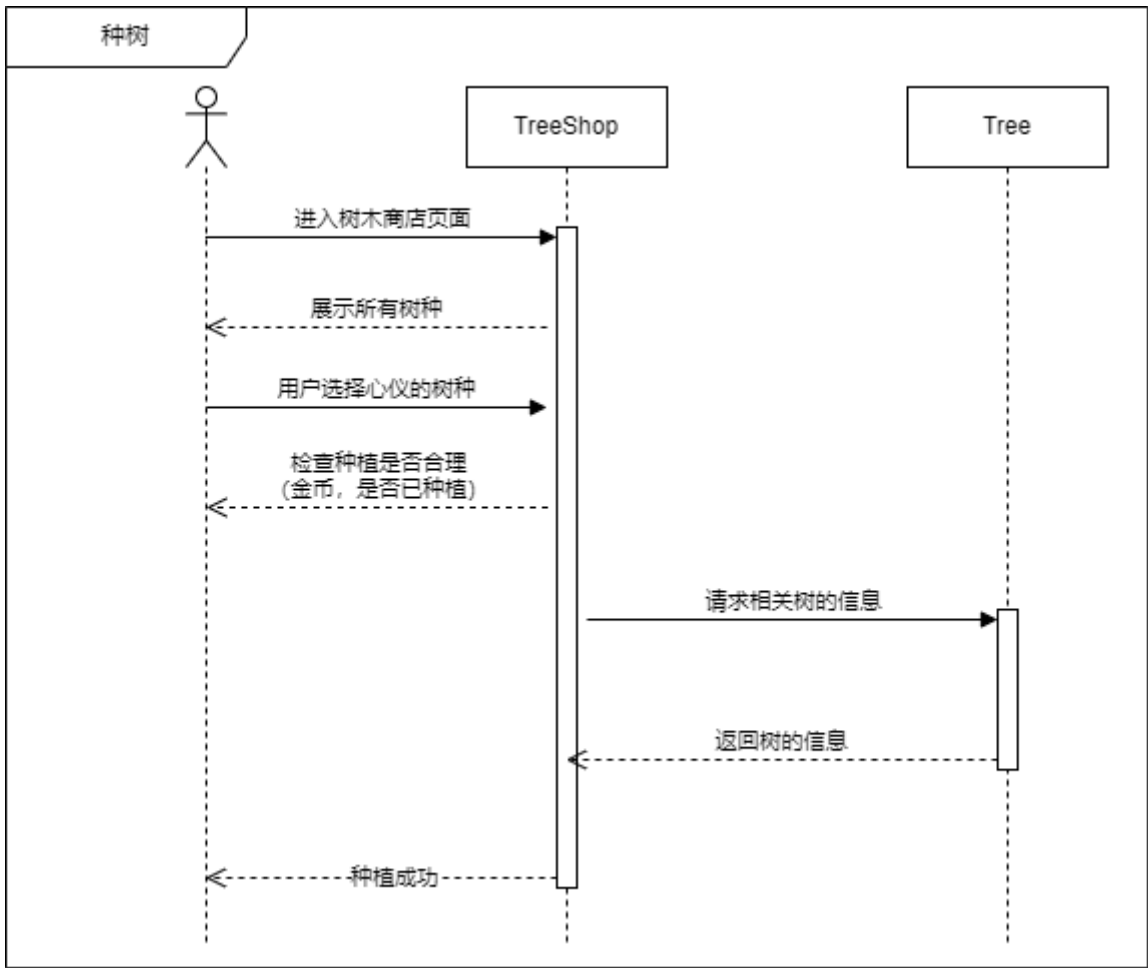 种树
TreeShop
Tree
进入树木商店页面
展示所有树种
用户选择心仪的树种
检查种植是否合理
（金币，是否已种植）
请求相关树的信息
返回树的信息
种植成功